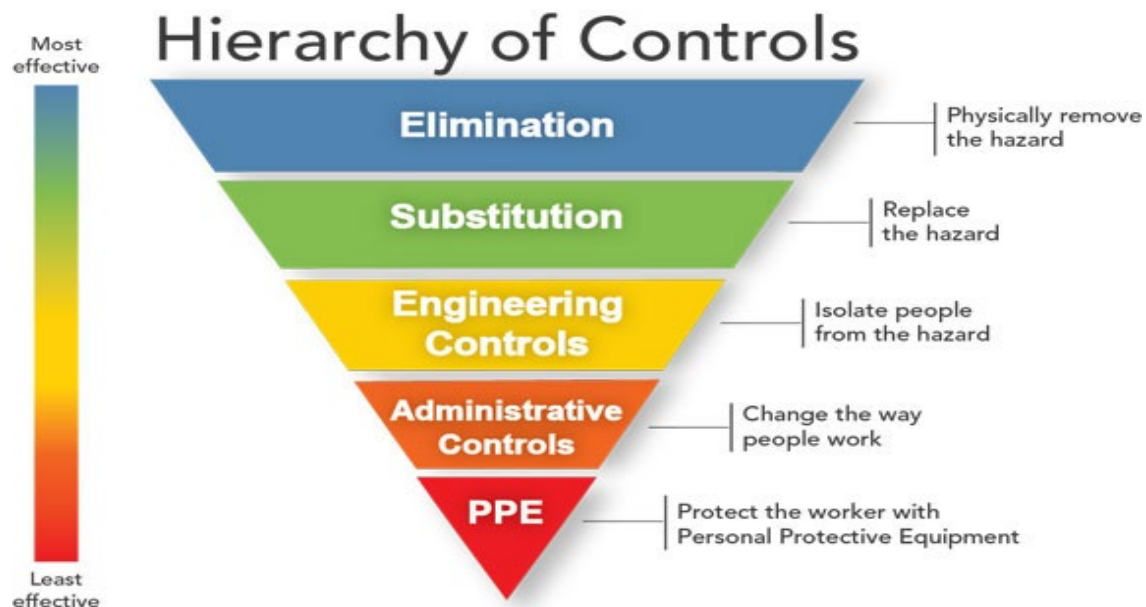 Hierarchy of Controls
Most
effective
Elimination
Physically remove
the hazard
Substitution
Replace
the hazard
Engineering
Controls
Isolate people
from the hazard
Administrative
Controls
Change the way
people work
PPE
Protect the worker with
Personal Protective Equipment
Least
effective